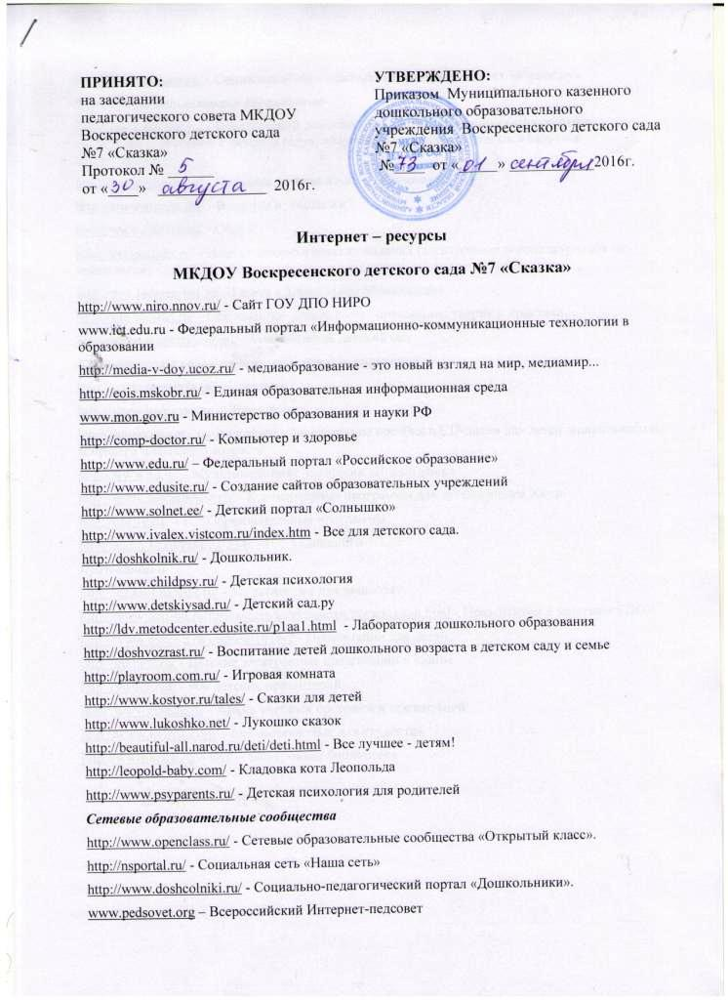 ПРИНЯТО:
на заседании
педагогического совета МКДОУ
Воскресенского детского сада
№7 «Сказка»
Протокол № 5
от «30» августа 2016г.
УТВЕРЖДЕНО:
Приказом Муниципального казенного
дошкольного образовательного
учреждения Воскресенского детского сада
№7 «Сказка»
№ 73 от « 01 » сентября 2016г.
Интернет – ресурсы
МКДОУ Воскресенского детского сада №7 «Сказка»
http://www.niro.nnov.ru/ - Сайт ГОУ ДПО НИРО
www.ict.edu.ru - Федеральный портал «Информационно-коммуникационные технологии в
образовании
http://media-v-doy.ucoz.ru/ - медиаобразование - это новый взгляд на мир, медиамир...
http://eois.mskobr.ru/ - Единая образовательная информационная среда
www.mon.gov.ru - Министерство образования и науки РФ
http://comp-doctor.ru/ - Компьютер и здоровье
http://www.edu.ru/ – Федеральный портал «Российское образование»
http://www.edusite.ru/ - Создание сайтов образовательных учреждений
http://www.solnet.ee/ - Детский портал «Солнышко»
http://www.ivalex.vistcom.ru/index.htm - Все для детского сада.
http://doshkolnik.ru/ - Дошкольник.
http://www.childpsy.ru/ - Детская психология
http://www.detskiysad.ru/ - Детский сад.ру
http://ldv.metodcenter.edusite.ru/p1aa1.html - Лаборатория дошкольного образования
http://doshvozrast.ru/ - Воспитание детей дошкольного возраста в детском саду и семье
http://playroom.com.ru/ - Игровая комната
http://www.kostyor.ru/tales/ - Сказки для детей
http://www.lukoshko.net/ - Лукошко сказок
http://beautiful-all.narod.ru/deti/deti.html - Все лучшее - детям!
http://leopold-baby.com/ - Кладовка кота Леопольда
http://www.psyparents.ru/ - Детская психология для родителей
Сетевые образовательные сообщества
http://www.openclass.ru/ - Сетевые образовательные сообщества «Открытый класс».
http://nsportal.ru/ - Социальная сеть «Наша сеть»
http://www.doshcolniki.ru/ - Социально-педагогический портал «Дошкольники».
www.pedsovet.org – Всероссийский Интернет-педсовет